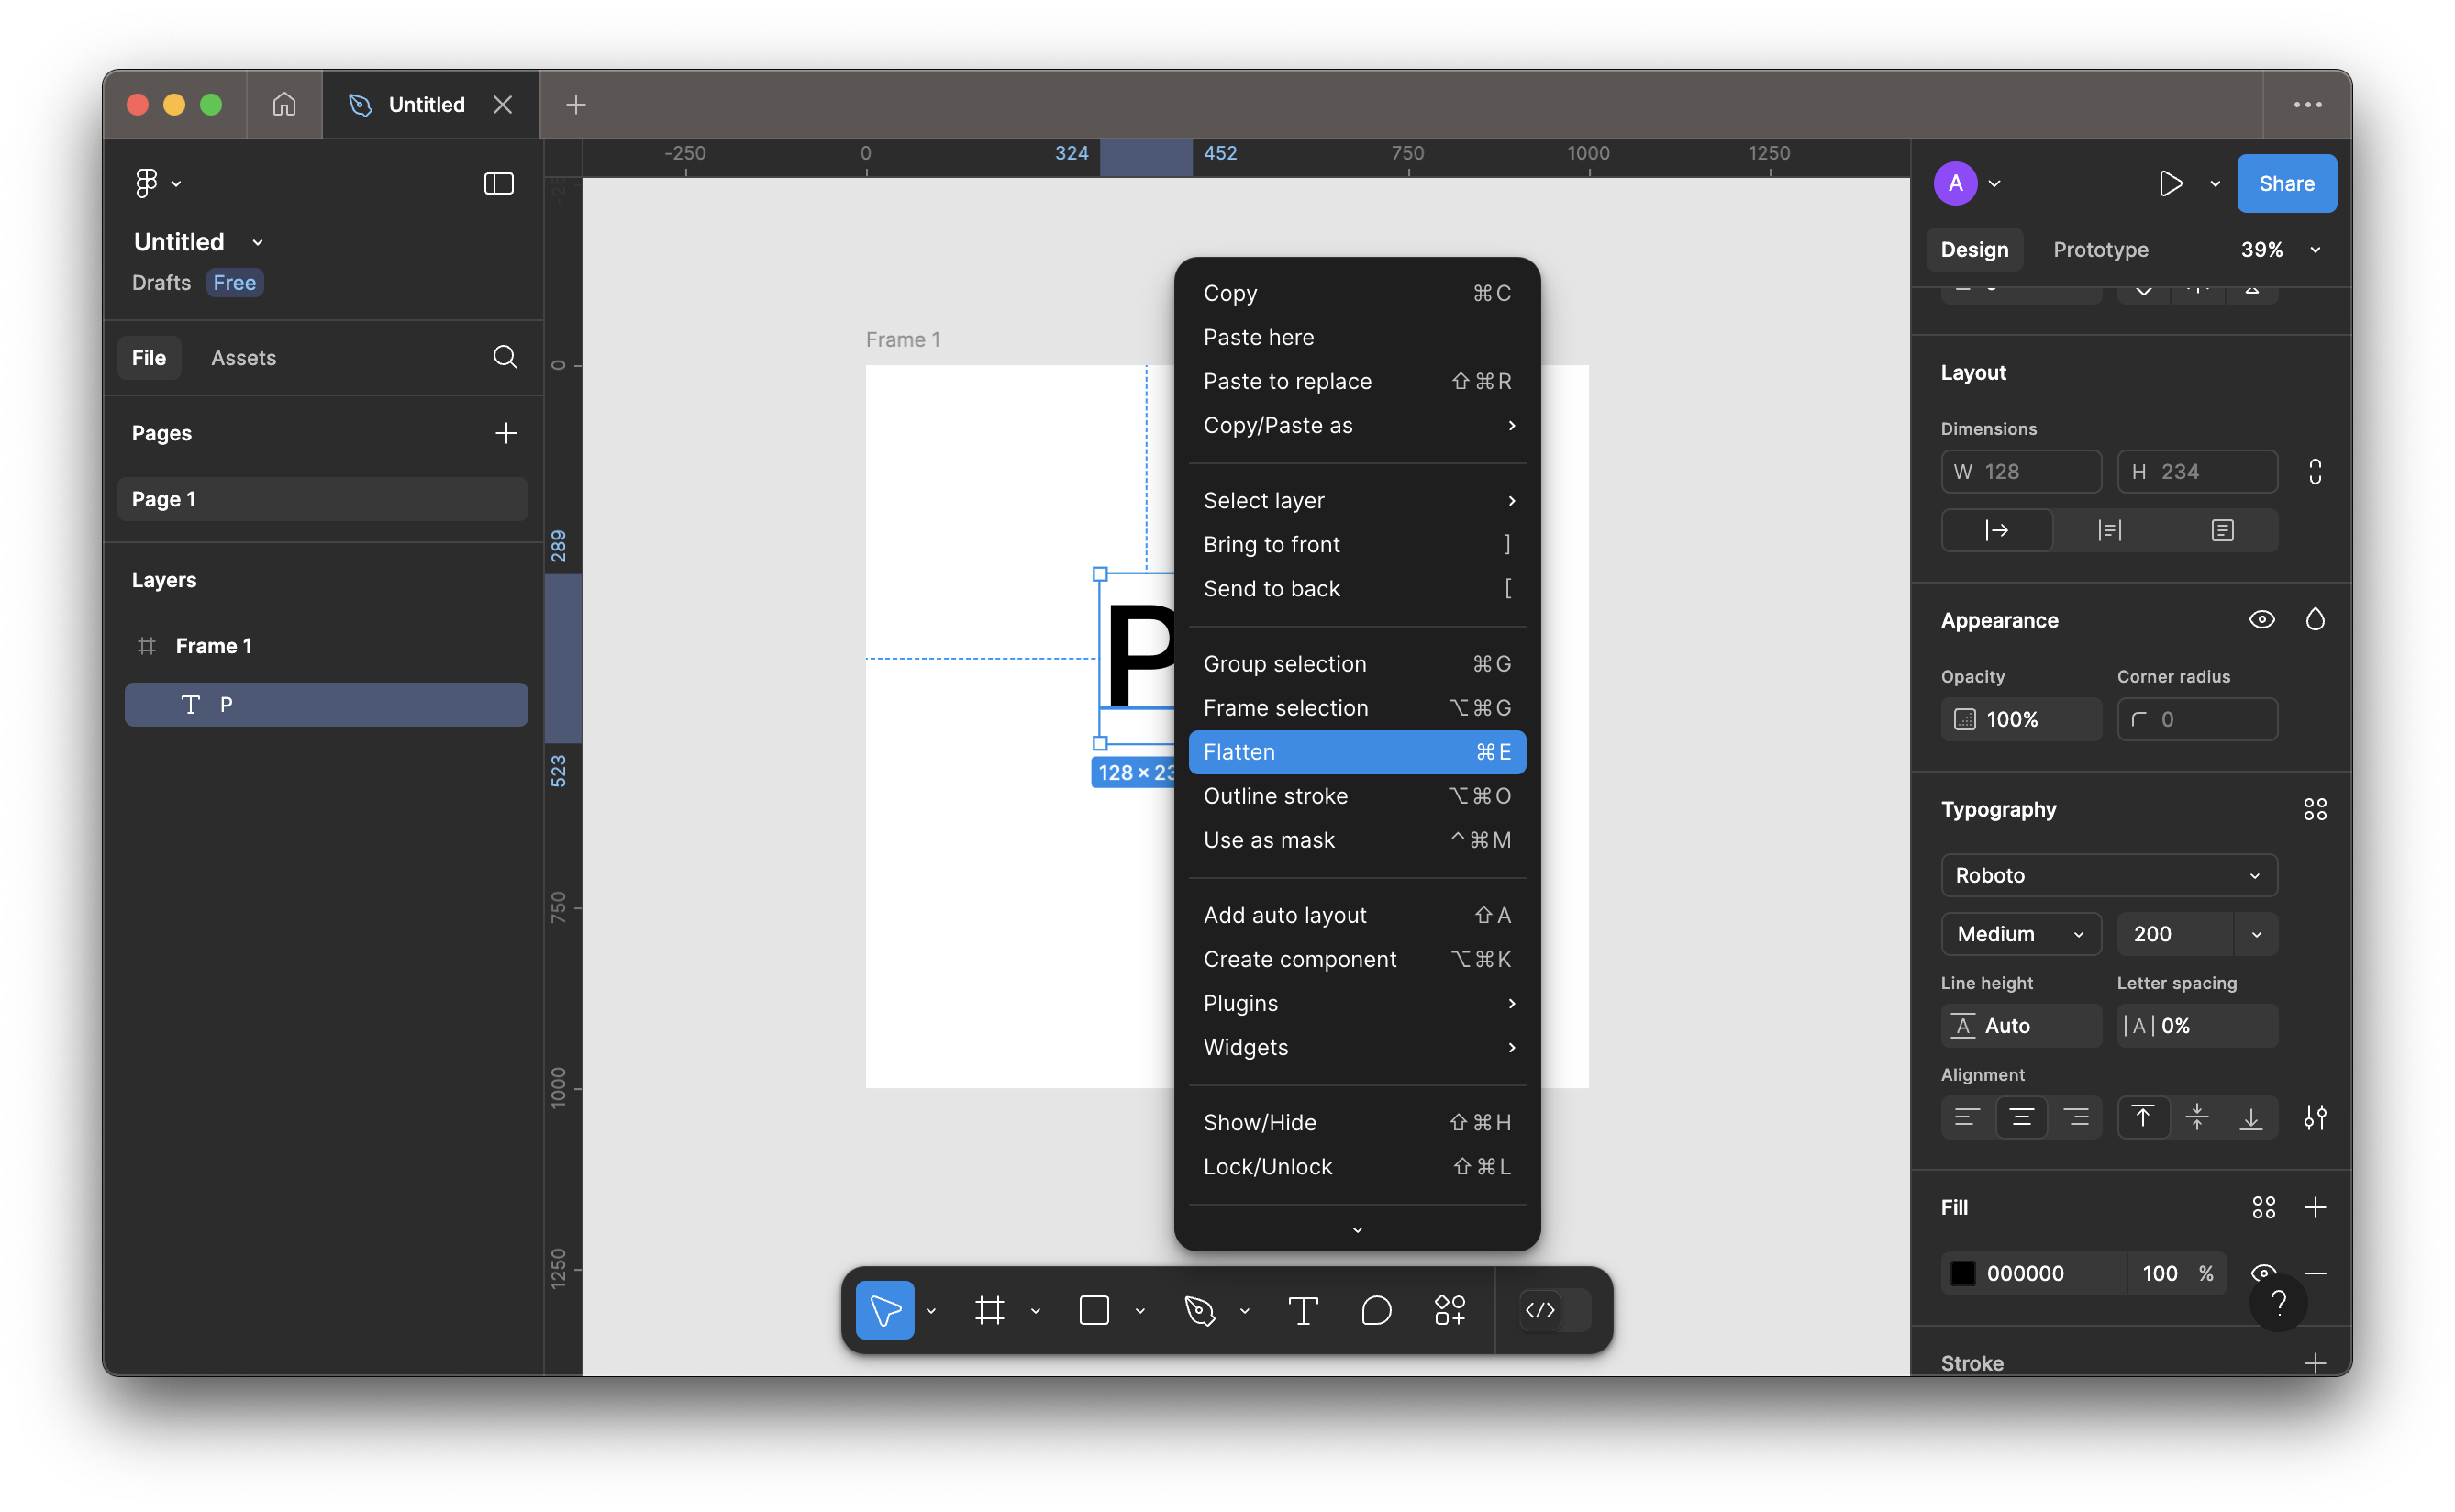 Untitled
-250 0 324 452 750 1000 1250
A Share
Untitled
Drafts Free
Design Prototype 39%
File Assets
Pages
Page 1
Layers
Frame 1
P
0
289
523
750
1000
1250
Frame 1
P
128 × 23
Copy ⌘C
Paste here
Paste to replace ⇧⌘R
Copy/Paste as
Select layer
Bring to front ]
Send to back [
Group selection ⌘G
Frame selection ⌥⌘G
Flatten ⌘E
Outline stroke ⌥⌘O
Use as mask ^⌘M
Add auto layout ⇧A
Create component ⌥⌘K
Plugins
Widgets
Show/Hide ⇧⌘H
Lock/Unlock ⇧⌘L
Layout
Dimensions
W 128 H 234
Appearance
Opacity Corner radius
100% 0
Typography
Roboto
Medium 200
Line height Letter spacing
A Auto |A| 0%
Alignment
Fill
000000 100 %
?
Stroke